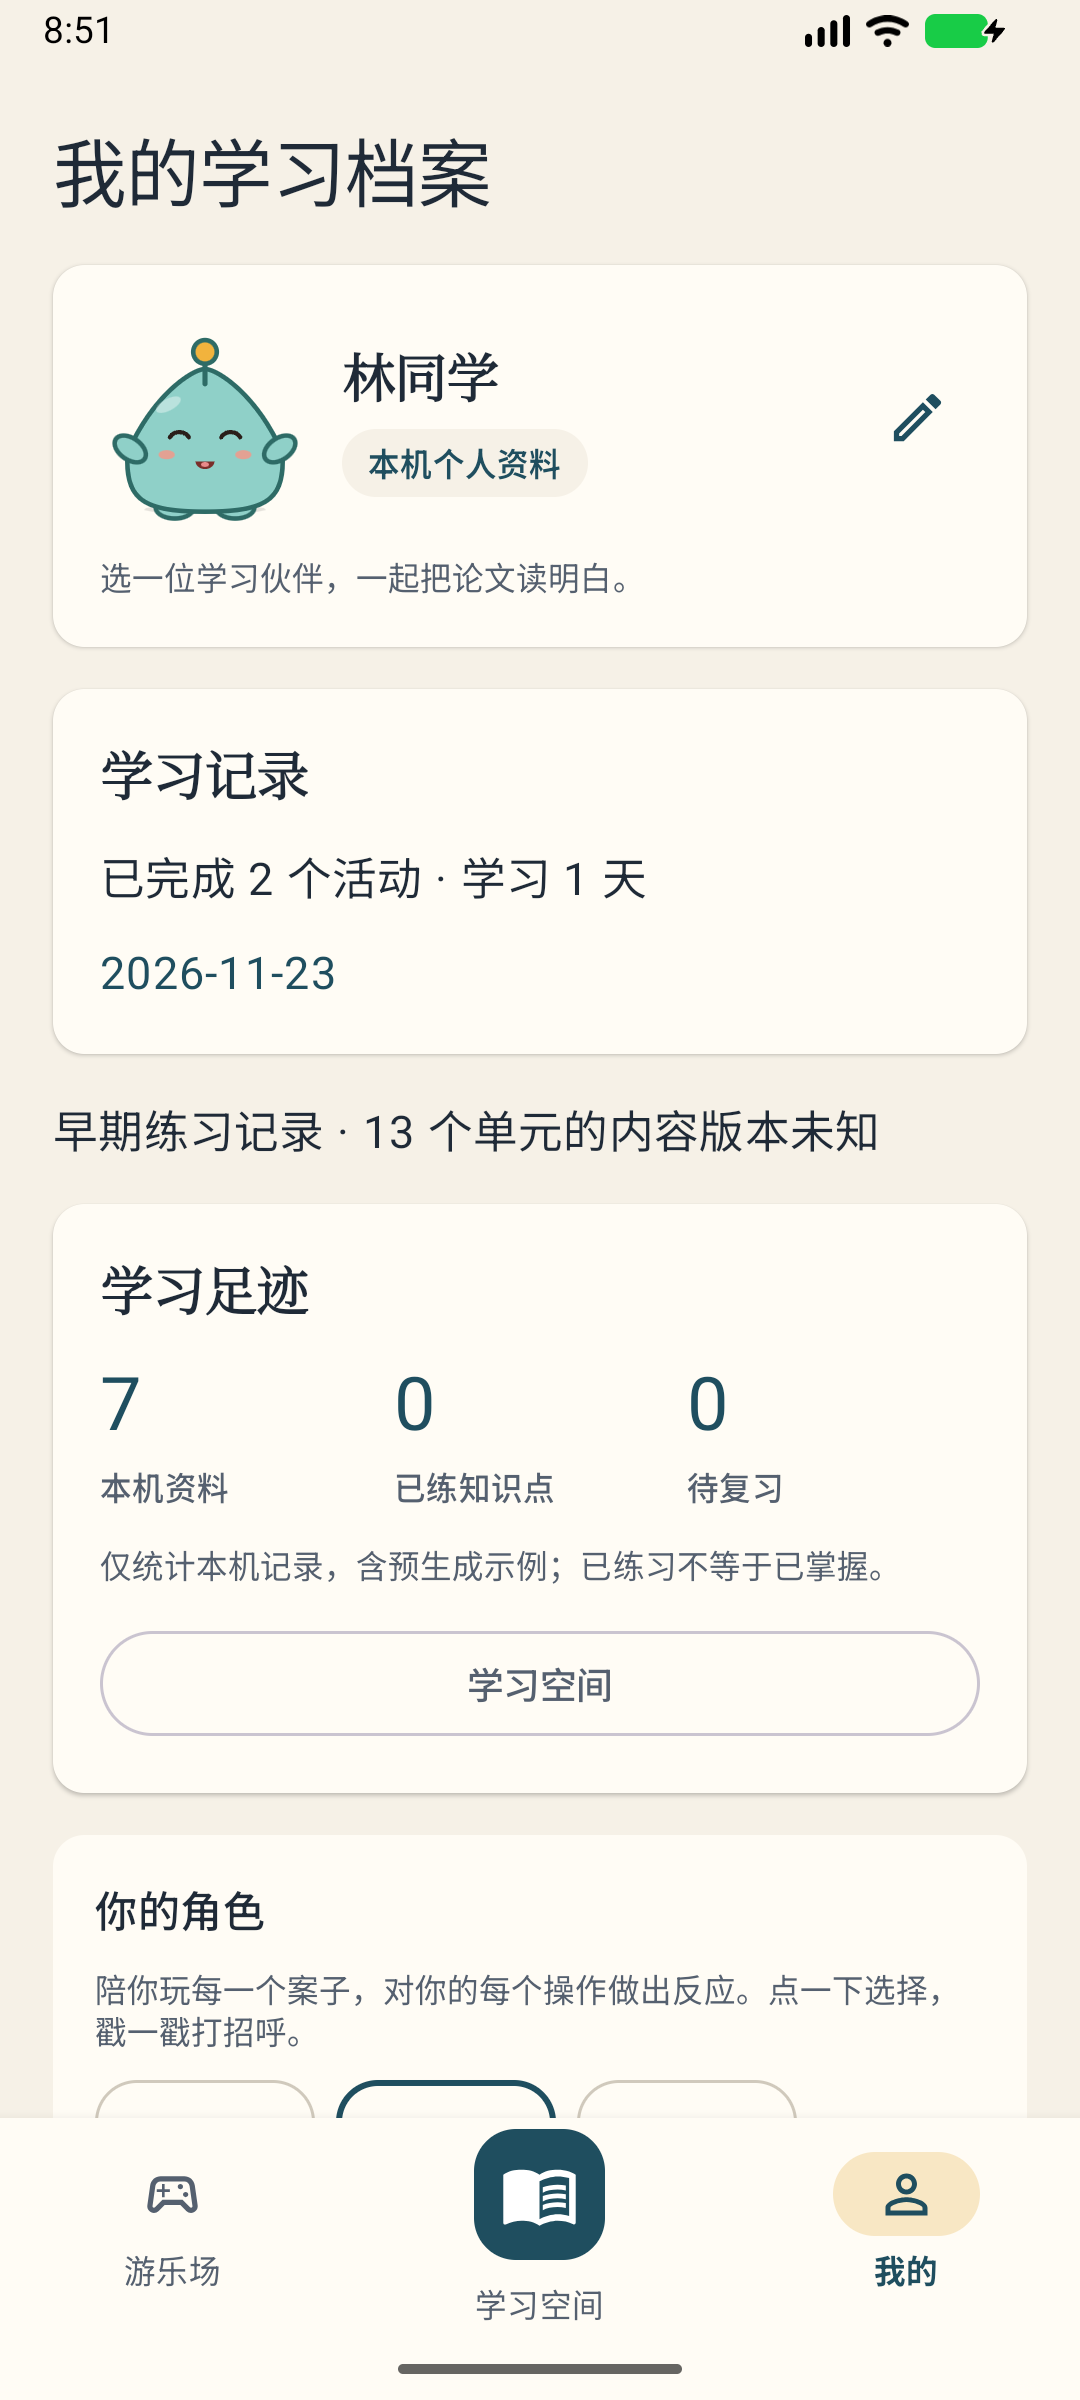 8:51
我的学习档案
林同学
本机个人资料
选一位学习伙伴，一起把论文读明白。
学习记录
已完成 2 个活动 · 学习 1 天
2026-11-23
早期练习记录 · 13 个单元的内容版本未知
学习足迹
7 0 0
本机资料 已练知识点 待复习
仅统计本机记录，含预生成示例；已练习不等于已掌握。
学习空间
你的角色
陪你玩每一个案子，对你的每个操作做出反应。点一下选择，
戳一戳打招呼。
游乐场 学习空间 我的